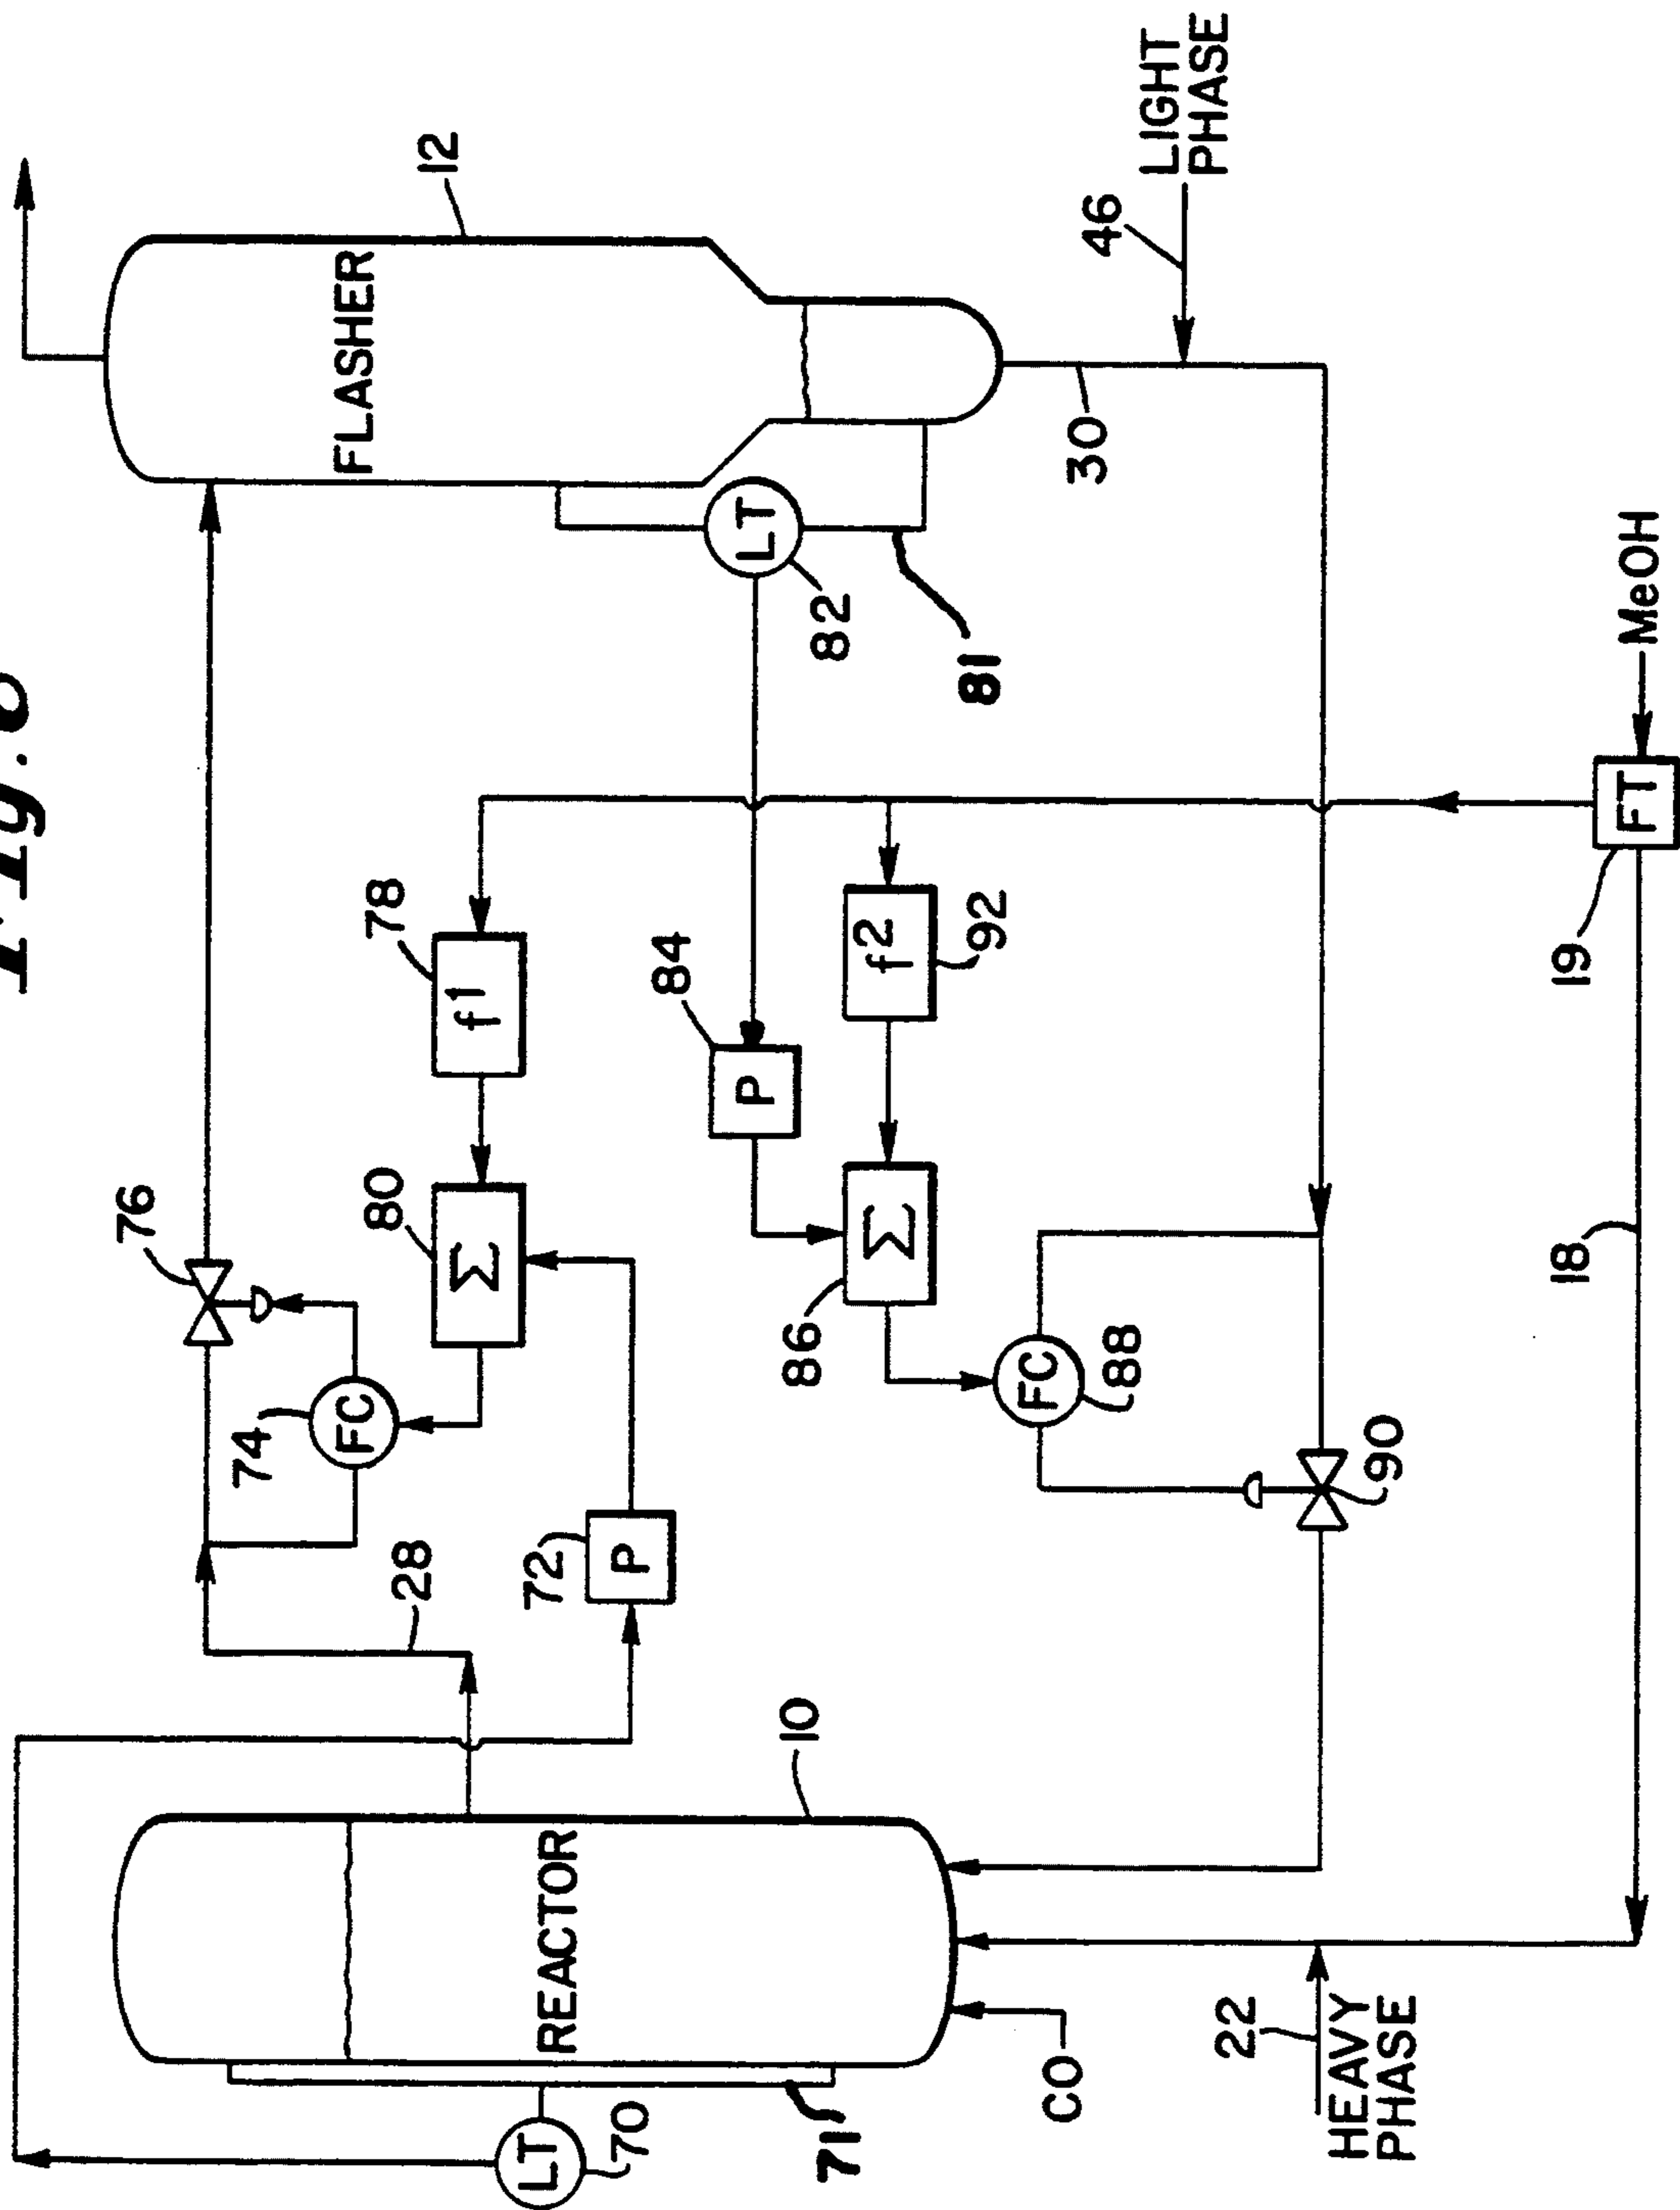 Fig.
76
12
74
FLASHER
80
78
28
70
LT
REACTOR
10
72
P
FC
Σ
f1
71
84
P
LT
82
86
Σ
f2
92
81
FC
88
CO
30
46
LIGHT
PHASE
22
HEAVY
PHASE
90
18
19
FT
MeOH